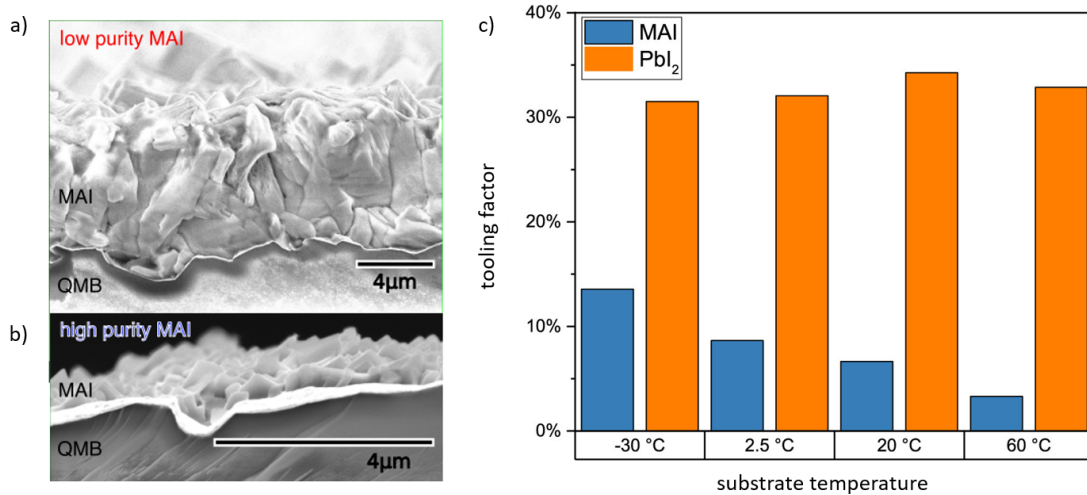 a)
low purity MAI
MAI
QMB
4μm
b)
high purity MAI
MAI
QMB
4μm
c)
MAI
PbI₂
40%
30%
20%
10%
0%
tooling factor
-30 °C
2.5 °C
20 °C
60 °C
substrate temperature